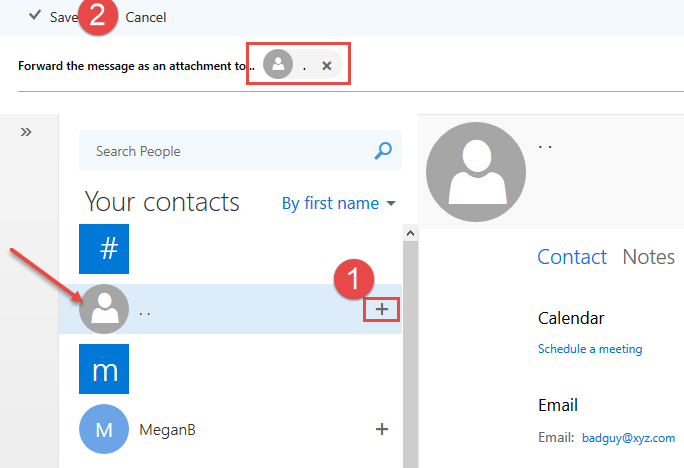 Save 2 Cancel
Forward the message as an attachment to... . ×
»
Search People
. .
Your contacts By first name
#
Contact Notes
1
. . +
Calendar
Schedule a meeting
m
Email
M MeganB +
Email: badguy@xyz.com